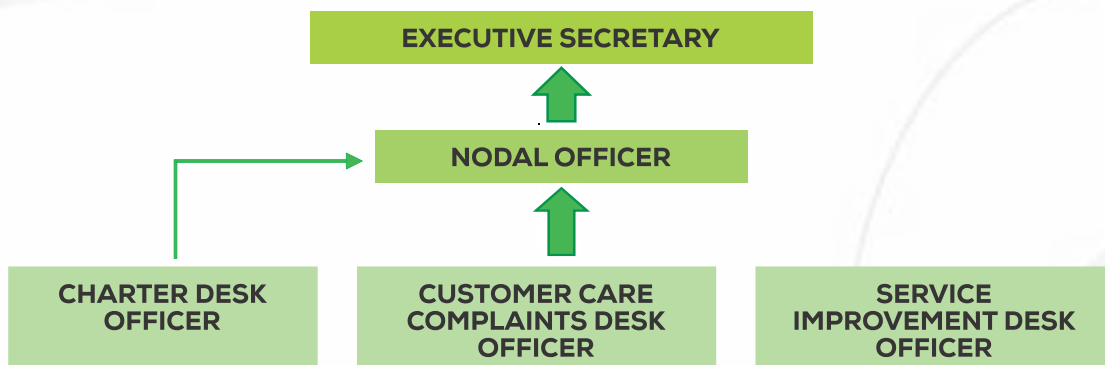 EXECUTIVE SECRETARY
NODAL OFFICER
CHARTER DESK
OFFICER
CUSTOMER CARE
COMPLAINTS DESK
OFFICER
SERVICE
IMPROVEMENT DESK
OFFICER